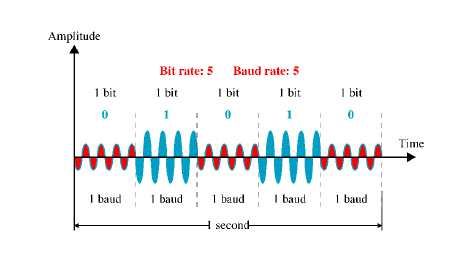 Amplitude
Bit rate: 5 Baud rate: 5
1 bit 1 bit 1 bit 1 bit 1 bit
0 1 0 1 0
Time
1 baud 1 baud 1 baud 1 baud 1 baud
1 second